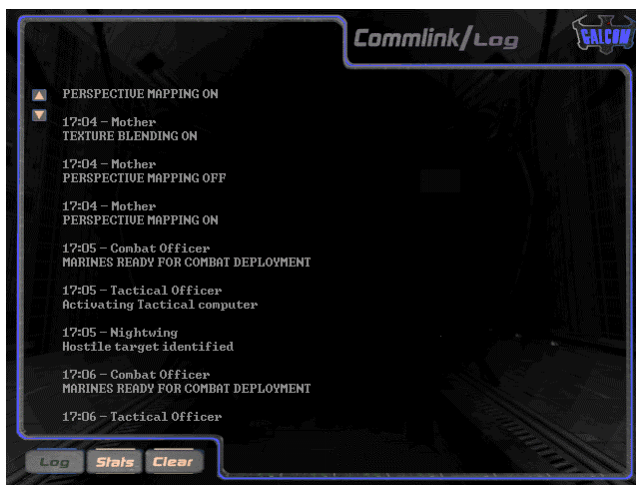 Commlink/Log
GALCOM
PERSPECTIVE MAPPING ON
17:04 – Mother
TEXTURE BLENDING ON
17:04 – Mother
PERSPECTIVE MAPPING OFF
17:04 – Mother
PERSPECTIVE MAPPING ON
17:05 – Combat Officer
MARINES READY FOR COMBAT DEPLOYMENT
17:05 – Tactical Officer
Activating Tactical computer
17:05 – Nightwing
Hostile target identified
17:06 – Combat Officer
MARINES READY FOR COMBAT DEPLOYMENT
17:06 – Tactical Officer
Log Stats Clear